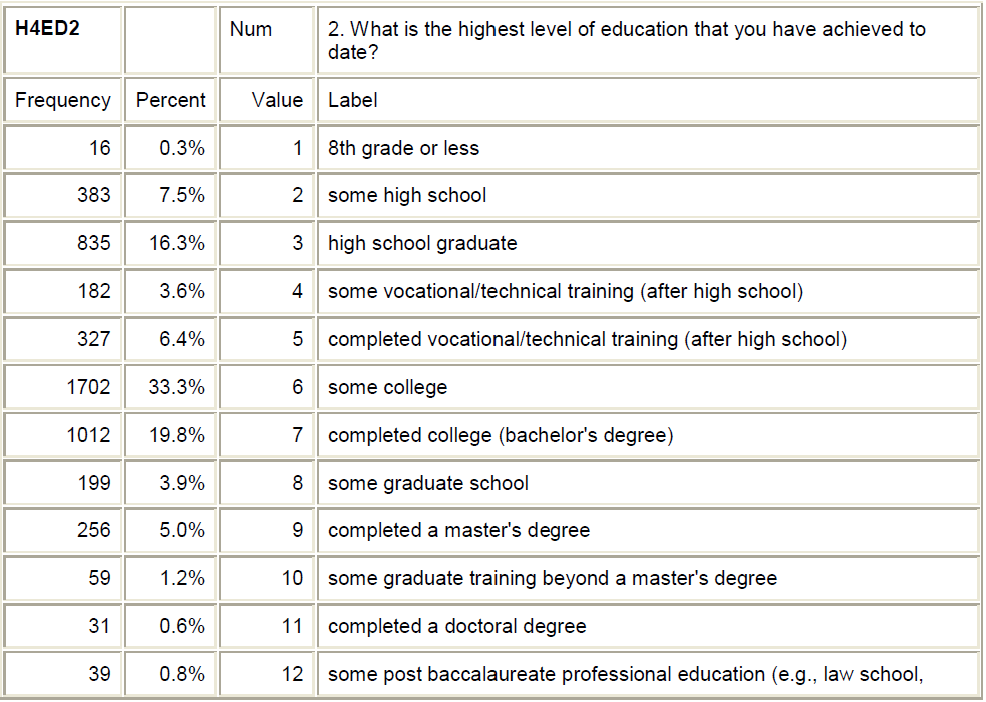 H4ED2 Num 2. What is the highest level of education that you have achieved to
date?
Frequency Percent Value Label
16 0.3% 1 8th grade or less
383 7.5% 2 some high school
835 16.3% 3 high school graduate
182 3.6% 4 some vocational/technical training (after high school)
327 6.4% 5 completed vocational/technical training (after high school)
1702 33.3% 6 some college
1012 19.8% 7 completed college (bachelor's degree)
199 3.9% 8 some graduate school
256 5.0% 9 completed a master's degree
59 1.2% 10 some graduate training beyond a master's degree
31 0.6% 11 completed a doctoral degree
39 0.8% 12 some post baccalaureate professional education (e.g., law school,